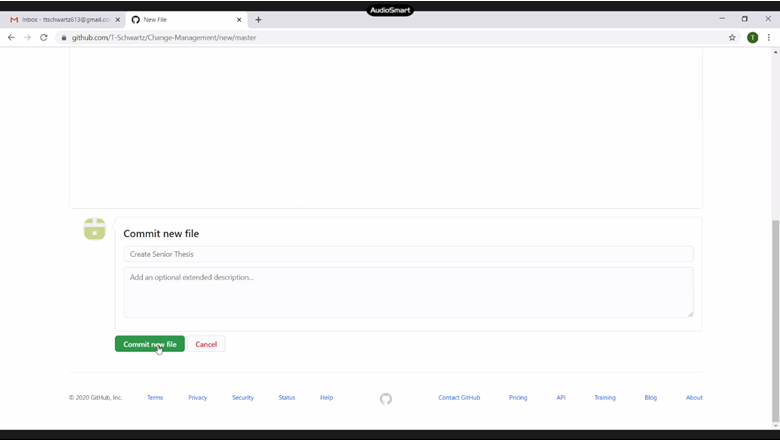 AudioSmart
Inbox - ttschwartz613@gmail.co
New File
github.com/T-Schwartz/Change-Management/new/master
T
Commit new file
Create Senior Thesis
Add an optional extended description...
Commit new file Cancel
© 2020 GitHub, Inc. Terms Privacy Security Status Help Contact GitHub Pricing API Training Blog About